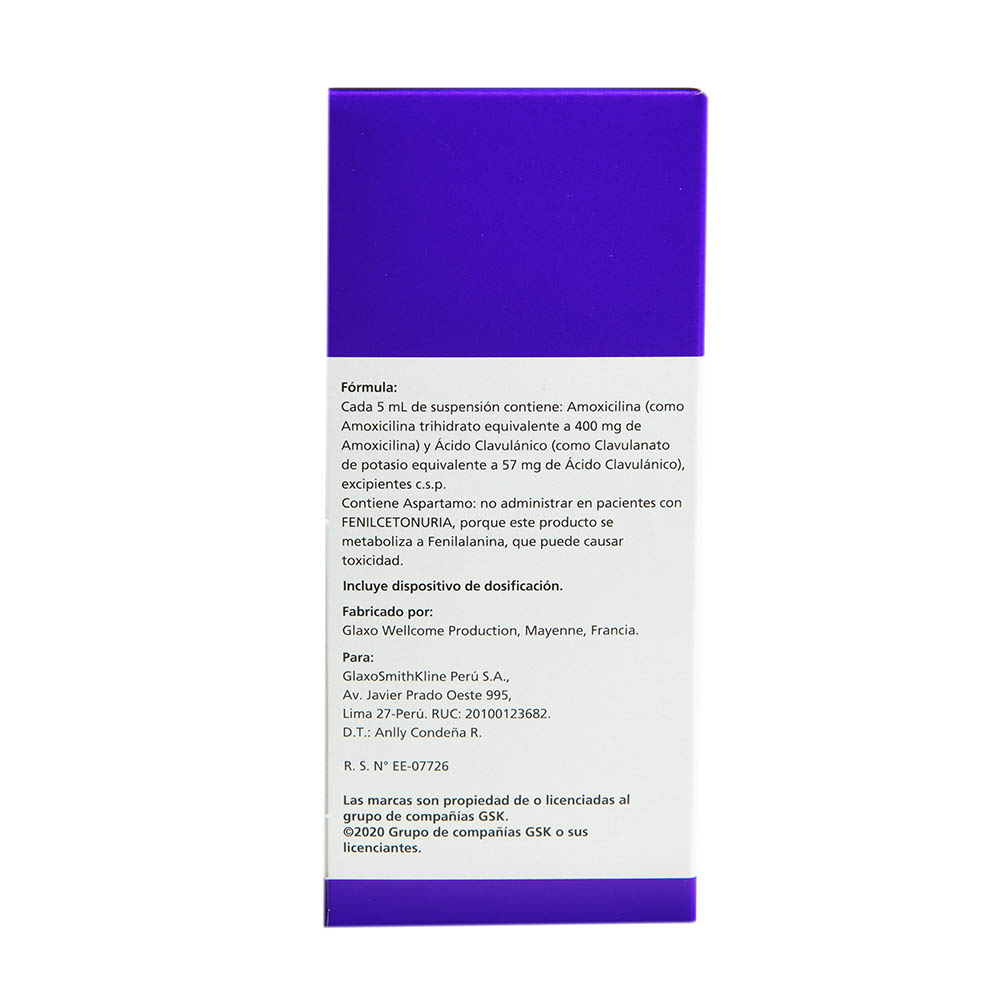 Fórmula:
Cada 5 mL de suspensión contiene: Amoxicilina (como
Amoxicilina trihidrato equivalente a 400 mg de
Amoxicilina) y Ácido Clavulánico (como Clavulanato
de potasio equivalente a 57 mg de Ácido Clavulánico),
excipientes c.s.p.
Contiene Aspartamo: no administrar en pacientes con
FENILCETONURIA, porque este producto se
metaboliza a Fenilalanina, que puede causar
toxicidad.
Incluye dispositivo de dosificación.
Fabricado por:
Glaxo Wellcome Production, Mayenne, Francia.
Para:
GlaxoSmithKline Perú S.A.,
Av. Javier Prado Oeste 995,
Lima 27-Perú. RUC: 20100123682.
D.T.: Anlly Condeña R.
R. S. N° EE-07726
Las marcas son propiedad de o licenciadas al
grupo de compañías GSK.
©2020 Grupo de compañías GSK o sus
licenciantes.